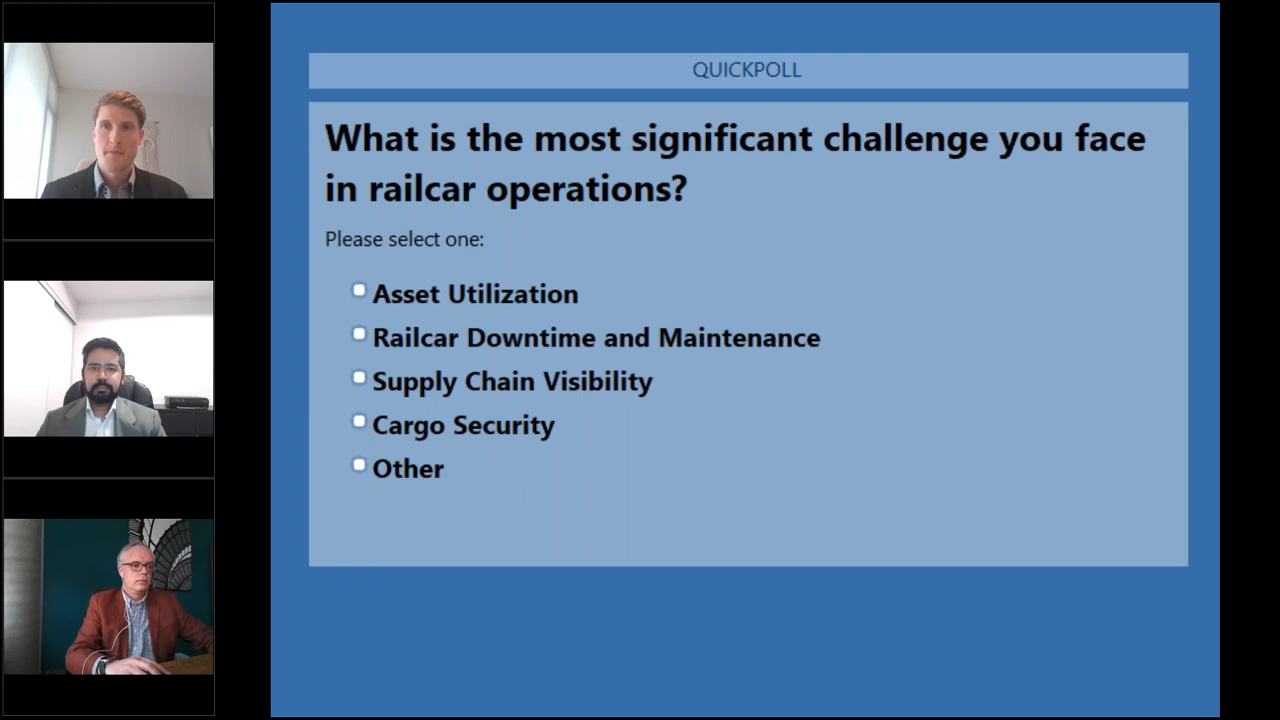 QUICKPOLL
What is the most significant challenge you face
in railcar operations?
Please select one:
Asset Utilization
Railcar Downtime and Maintenance
Supply Chain Visibility
Cargo Security
Other